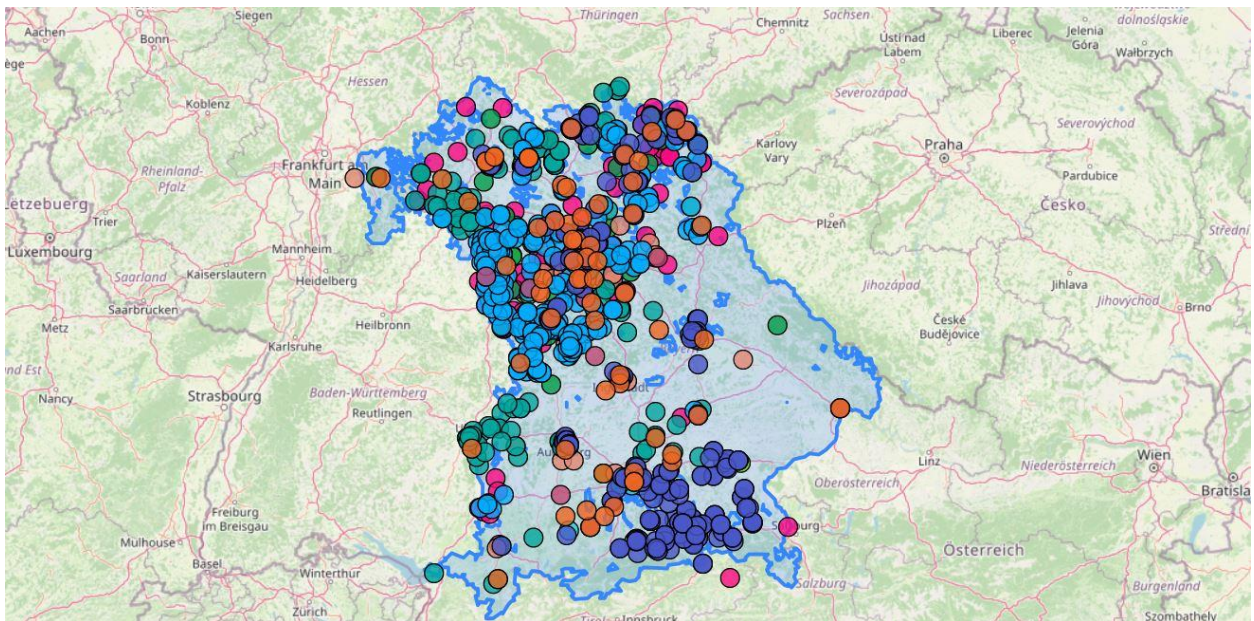 Siegen
Thüringen
Chemnitz
Sachsen
dolnośląskie
Aachen
Bonn
Ústí nad
Labem
Liberec
Jelenia
Góra
Wałbrzych
Hessen
Koblenz
Severozápad
Severovýchod
Karlovy
Vary
Praha
Frankfurt am
Main
Rheinland-
Pfalz
Pardubice
Lëtzebuerg
Trier
Plzeň
Česko
Luxembourg
Mannheim
Střední
Saarland
Kaiserslautern
Heidelberg
Jihozápad
Jihlava
Jihovýchod
Brno
Saarbrücken
Metz
Heilbronn
České
Budějovice
Karlsruhe
Nancy
Baden-Württemberg
Strasbourg
Reutlingen
Linz
Wien
Niederösterreich
Oberösterreich
Bratisla
Freiburg
im Breisgau
Mulhouse
Österreich
Basel
Winterthur
Salzburg
Burgenland
Zürich
Innsbruck
Szombathely